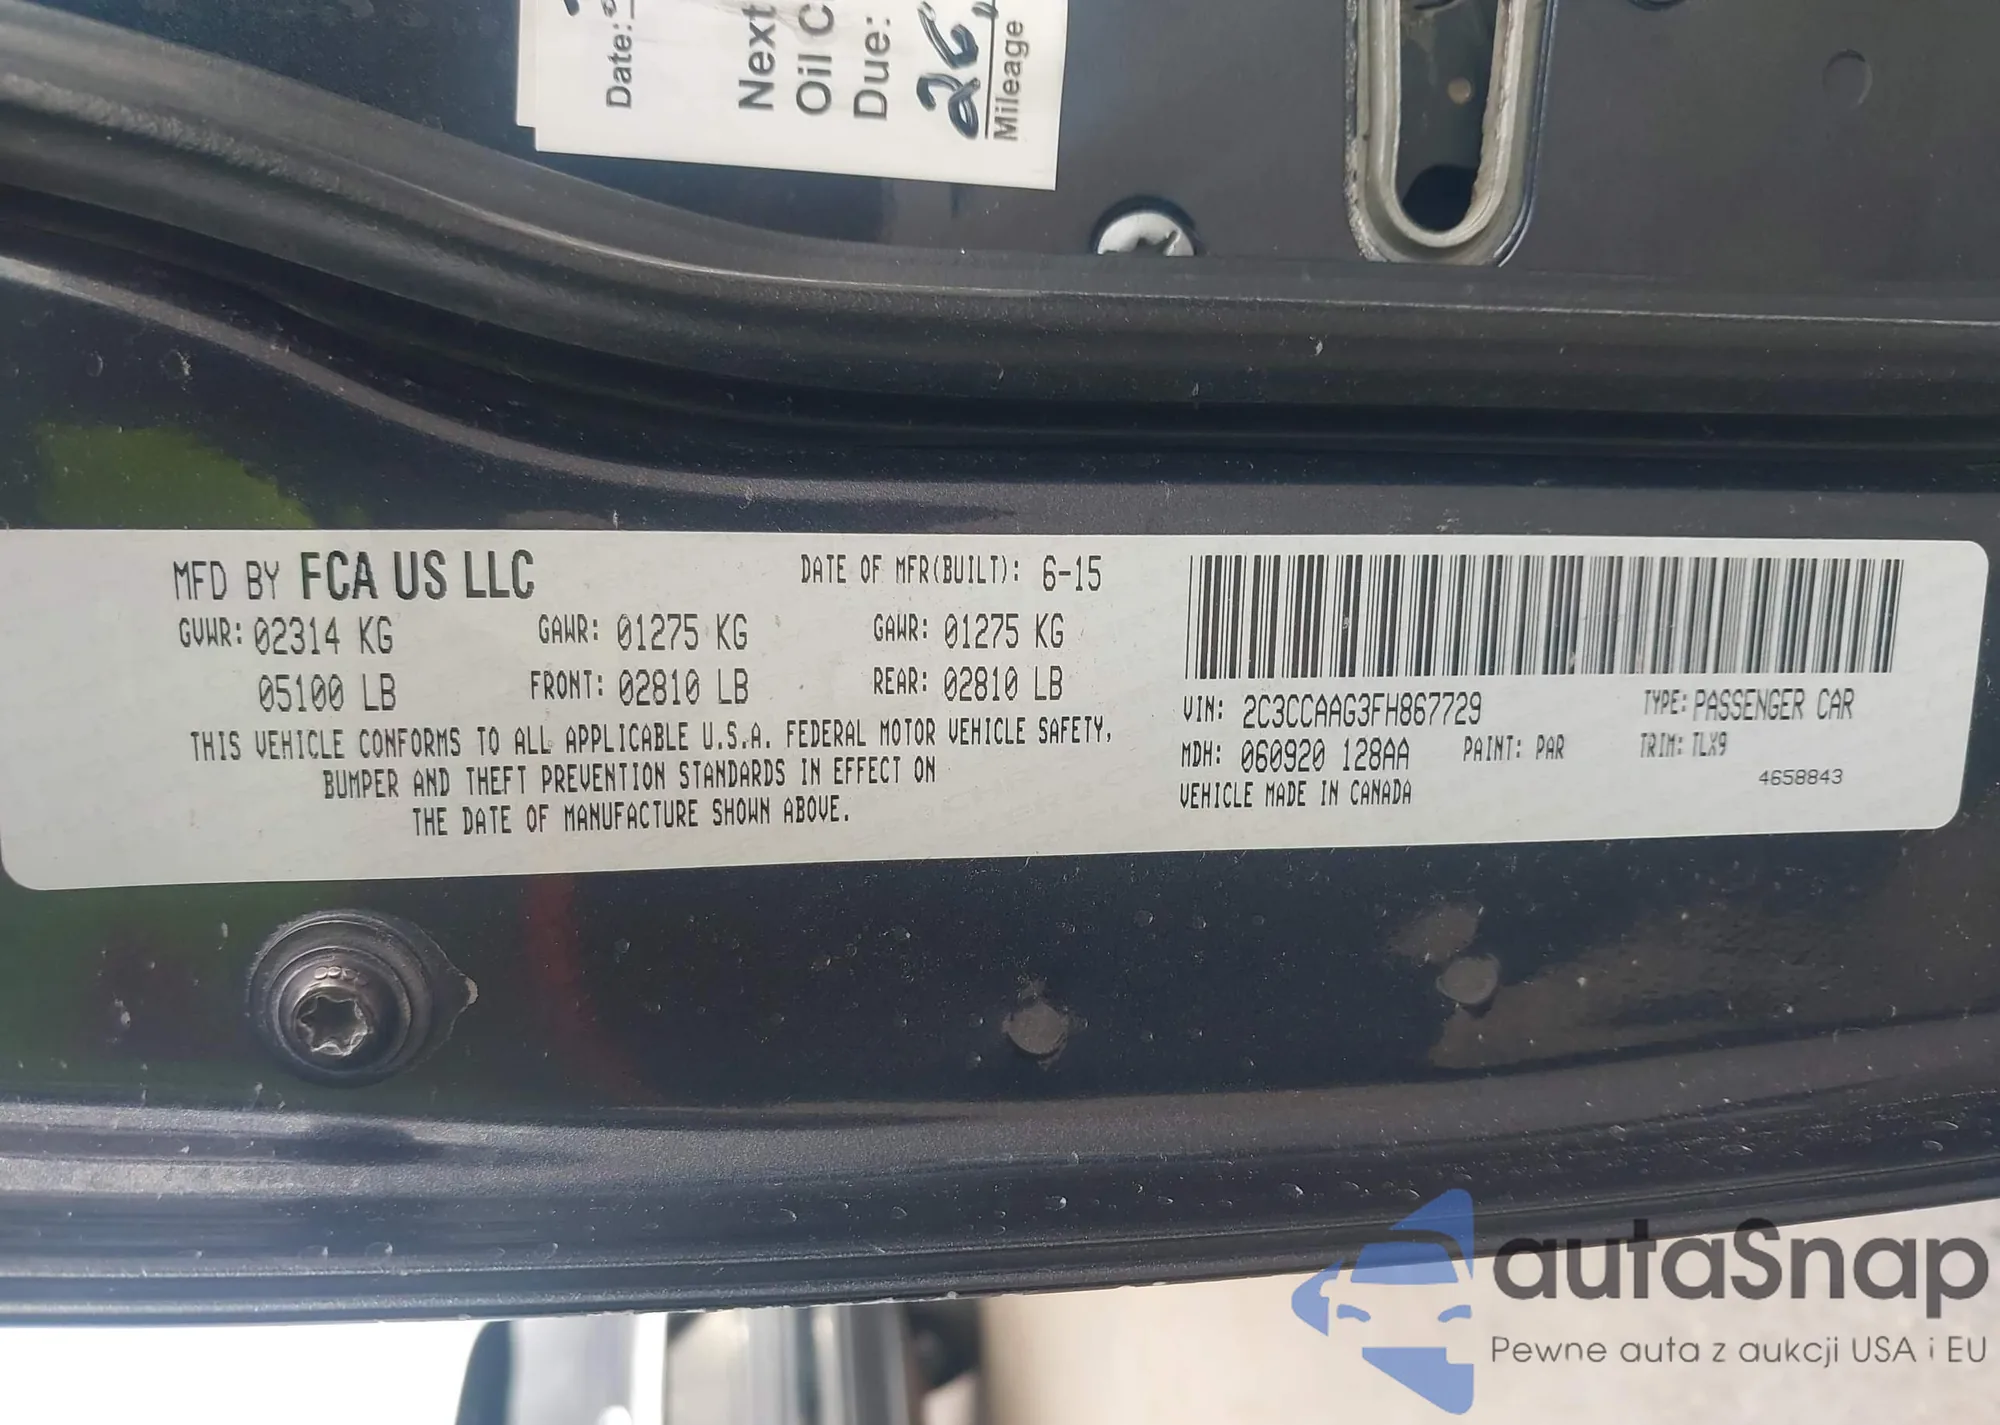 Date:
Next
Oil C
Due:
26
Mileage
MFD BY FCA US LLC
DATE OF MFR(BUILT): 6-15
GVWR: 02314 KG
GAWR: 01275 KG
GAWR: 01275 KG
05100 LB
FRONT: 02810 LB
REAR: 02810 LB
THIS VEHICLE CONFORMS TO ALL APPLICABLE U.S.A. FEDERAL MOTOR VEHICLE SAFETY,
BUMPER AND THEFT PREVENTION STANDARDS IN EFFECT ON
THE DATE OF MANUFACTURE SHOWN ABOVE.
VIN: 2C3CCAAG3FH867729
TYPE: PASSENGER CAR
MDH: 060920 128AA
PAINT: PAR
TRIM: TLX9
VEHICLE MADE IN CANADA
4658843
autaSnap
Pewne auta z aukcji USA i EU